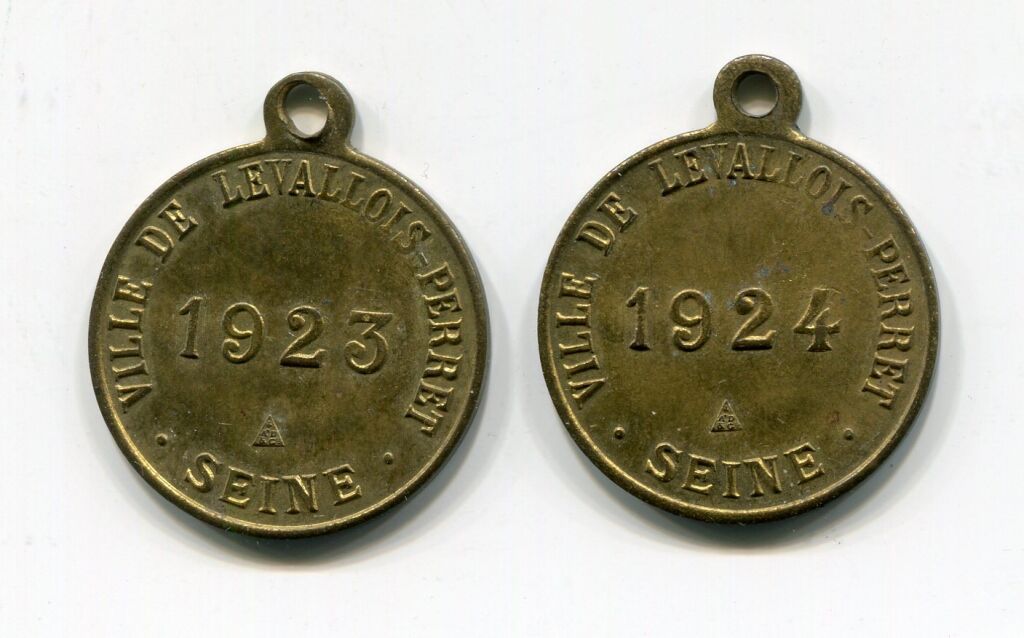 VILLE DE LEVALLOIS-PERRET
1923
· SEINE ·
VILLE DE LEVALLOIS-PERRET
1924
· SEINE ·